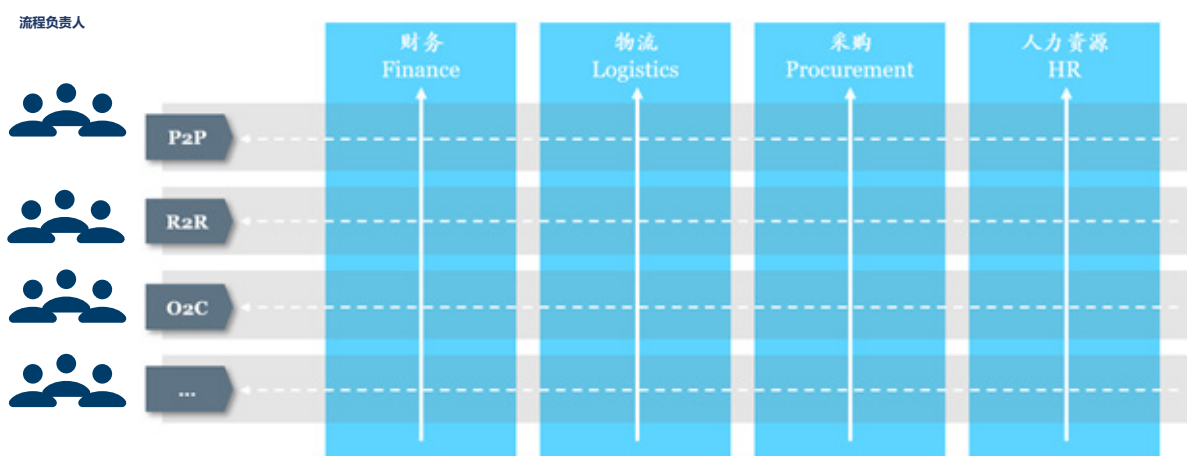 流程负责人
财务
Finance
物流
Logistics
采购
Procurement
人力资源
HR
P2P
R2R
O2C
...